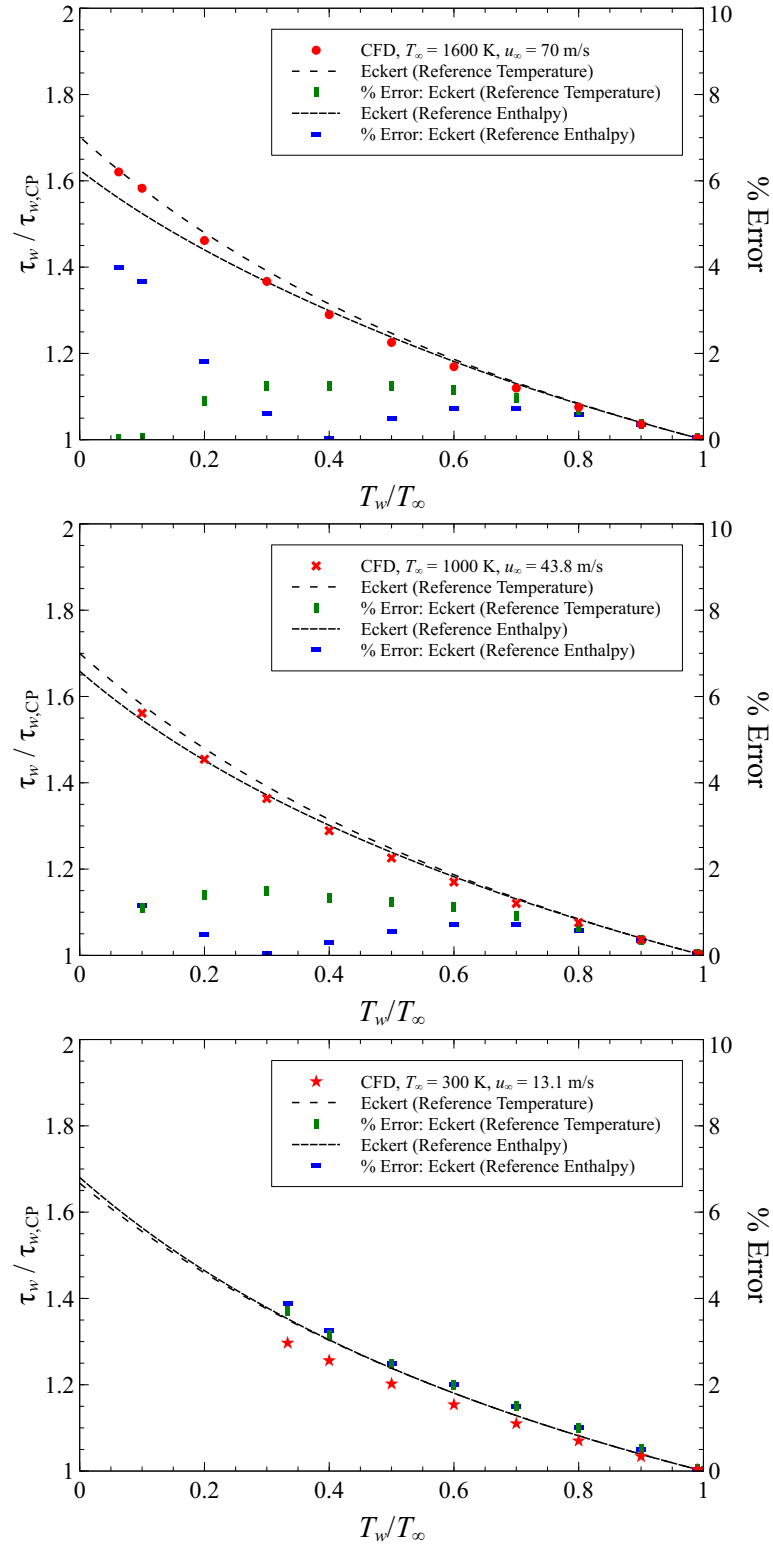 2
10
CFD, T∞ = 1600 K, u∞ = 70 m/s
Eckert (Reference Temperature)
% Error: Eckert (Reference Temperature)
Eckert (Reference Enthalpy)
% Error: Eckert (Reference Enthalpy)
1.8
8
1.6
6
τw / τw,CP
% Error
1.4
4
1.2
2
1
0
0
0.2
0.4
0.6
0.8
1
Tw/T∞
2
10
CFD, T∞ = 1000 K, u∞ = 43.8 m/s
Eckert (Reference Temperature)
% Error: Eckert (Reference Temperature)
Eckert (Reference Enthalpy)
% Error: Eckert (Reference Enthalpy)
1.8
8
1.6
6
τw / τw,CP
% Error
1.4
4
1.2
2
1
0
0
0.2
0.4
0.6
0.8
1
Tw/T∞
2
10
CFD, T∞ = 300 K, u∞ = 13.1 m/s
Eckert (Reference Temperature)
% Error: Eckert (Reference Temperature)
Eckert (Reference Enthalpy)
% Error: Eckert (Reference Enthalpy)
1.8
8
1.6
6
τw / τw,CP
% Error
1.4
4
1.2
2
1
0
0
0.2
0.4
0.6
0.8
1
Tw/T∞